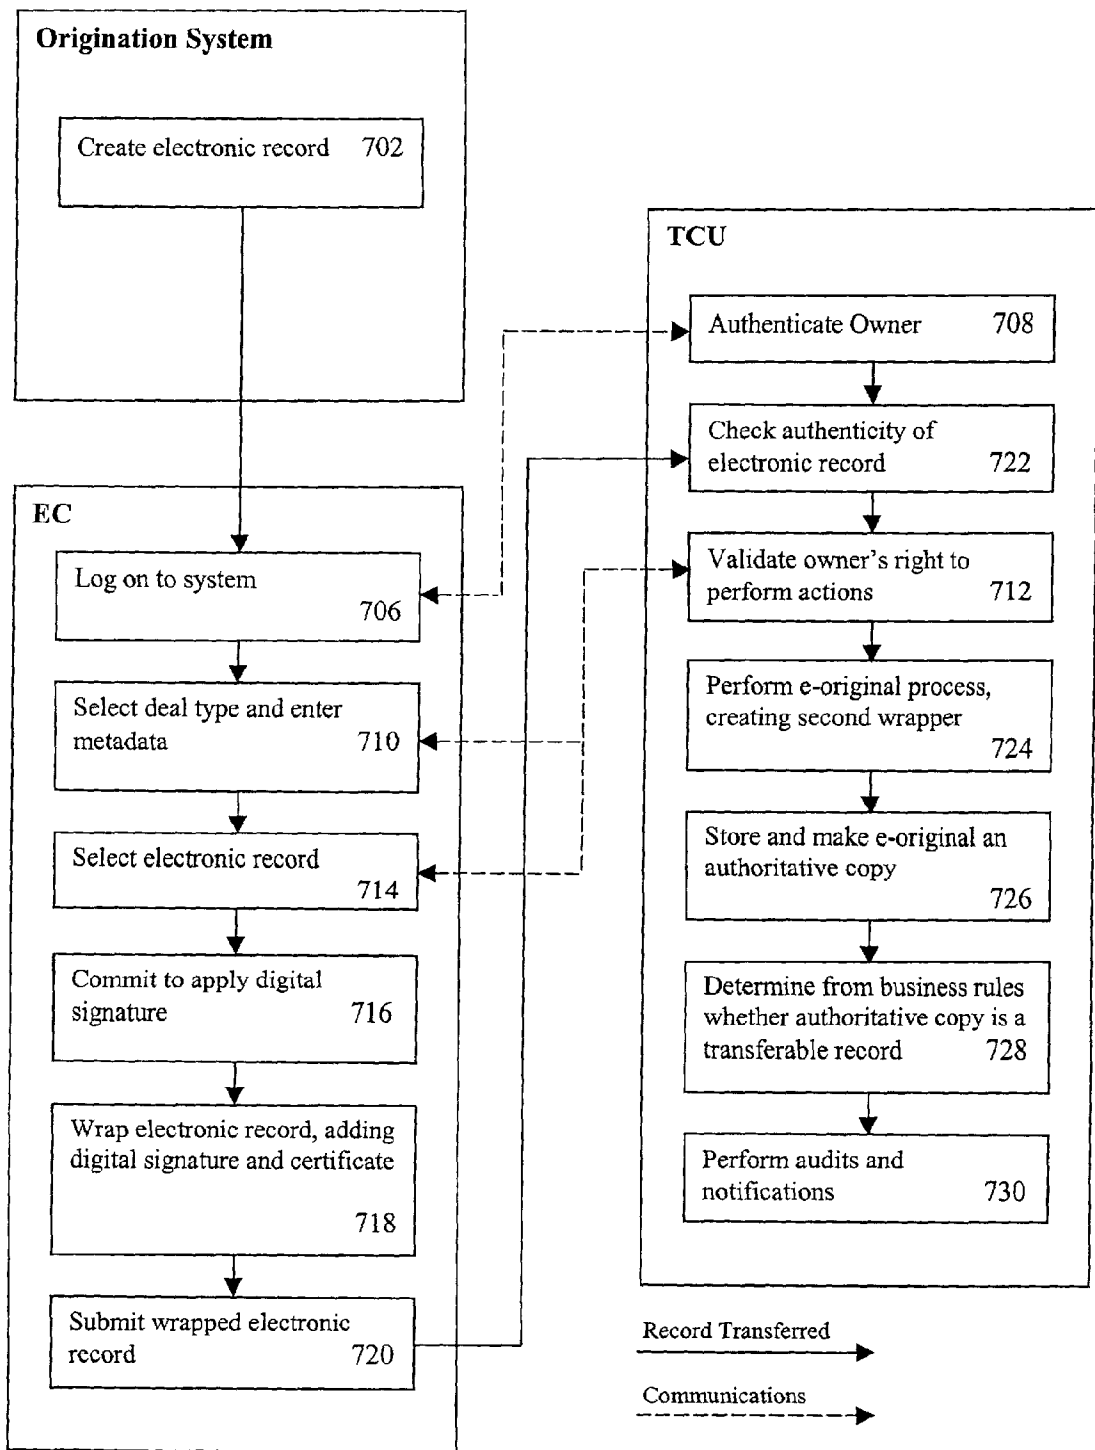 Origination System
Create electronic record 702
EC
Log on to system
706
Select deal type and enter
metadata 710
Select electronic record
714
Commit to apply digital
signature 716
Wrap electronic record, adding
digital signature and certificate
718
Submit wrapped electronic
record 720
TCU
Authenticate Owner 708
Check authenticity of
electronic record 722
Validate owner's right to
perform actions 712
Perform e-original process,
creating second wrapper
724
Store and make e-original an
authoritative copy
726
Determine from business rules
whether authoritative copy is a
transferable record 728
Perform audits and
notifications 730
Record Transferred
Communications